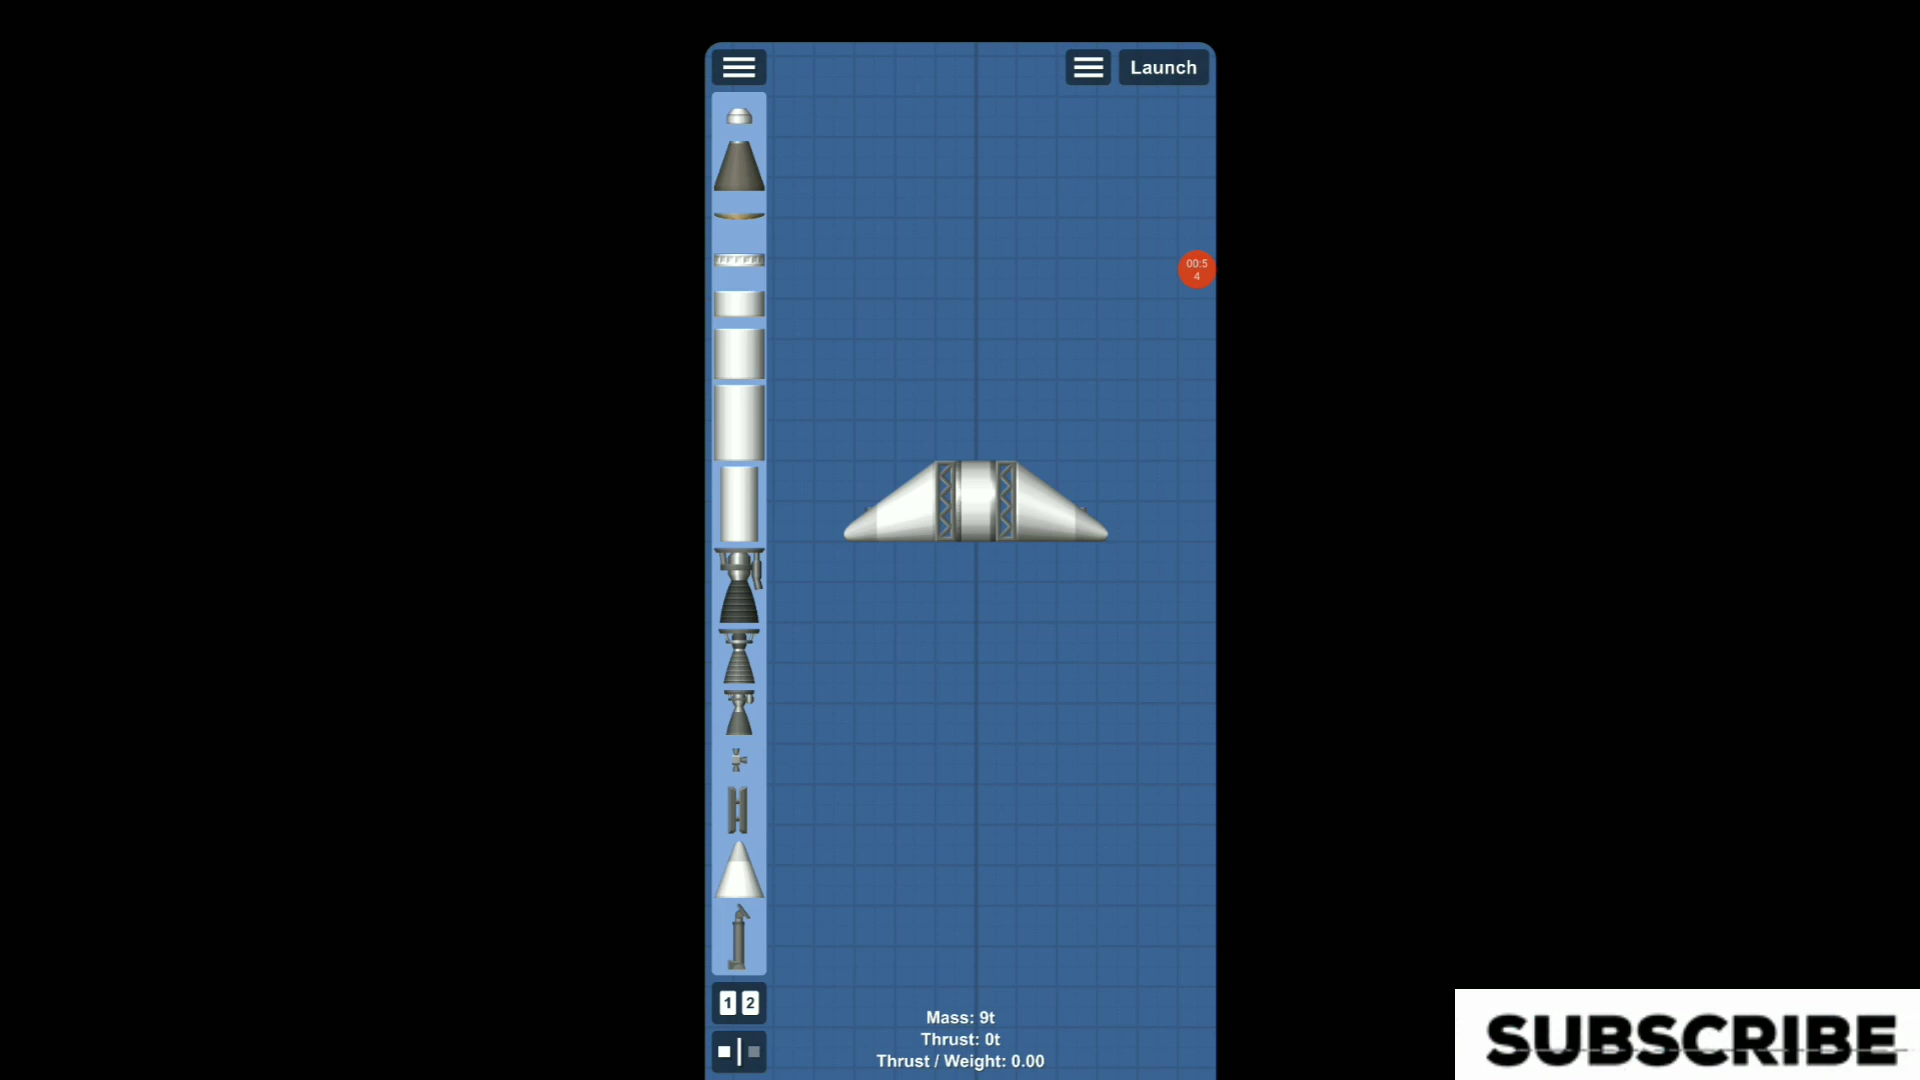 Launch
00:5
4
1 2
Mass: 9t
Thrust: 0t
Thrust / Weight: 0.00
SUBSCRIBE